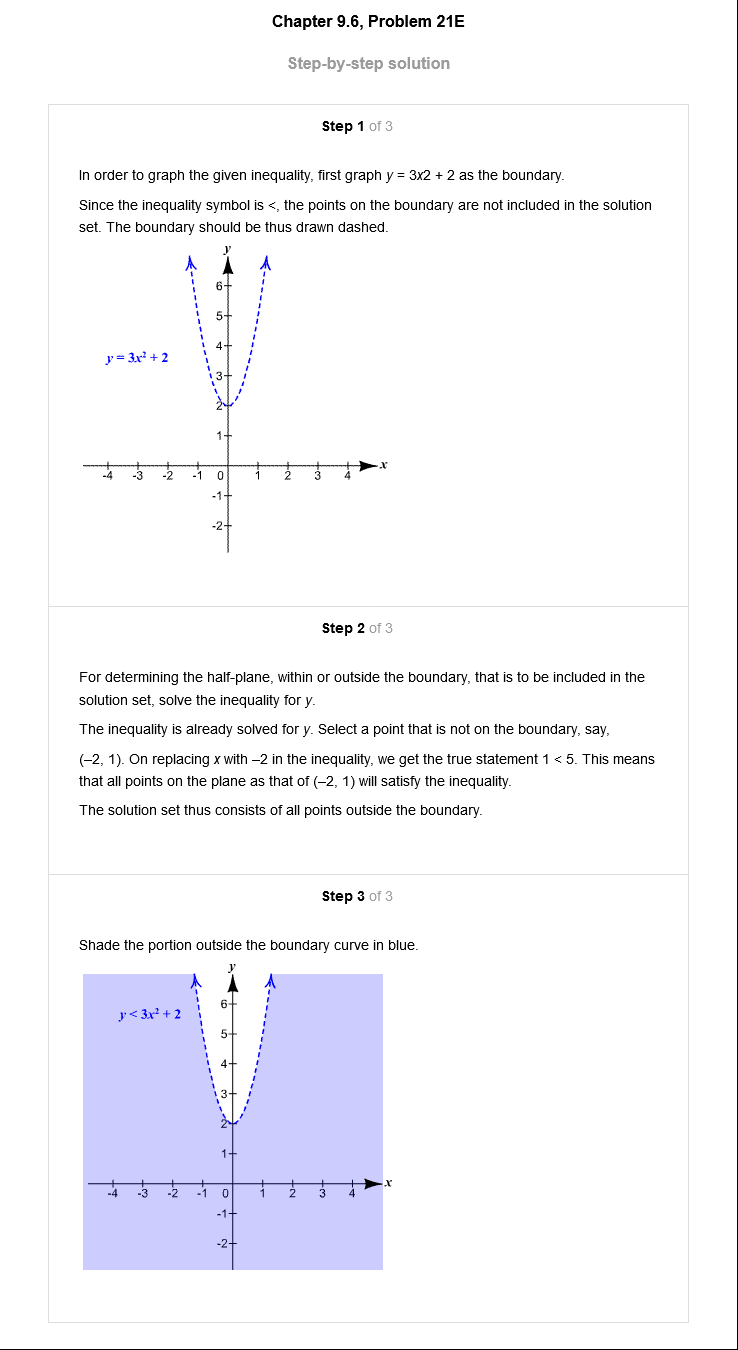 Chapter 9.6, Problem 21E
Step-by-step solution
Step 1 of 3
In order to graph the given inequality, first graph y = 3x2 + 2 as the boundary.
Since the inequality symbol is <, the points on the boundary are not included in the solution
set. The boundary should be thus drawn dashed.
y
6
5
4
y = 3x² + 2
3
2
1
x
-4 -3 -2 -1 0 1 2 3 4
-1
-2
Step 2 of 3
For determining the half-plane, within or outside the boundary, that is to be included in the
solution set, solve the inequality for y.
The inequality is already solved for y. Select a point that is not on the boundary, say,
(–2, 1). On replacing x with –2 in the inequality, we get the true statement 1 < 5. This means
that all points on the plane as that of (–2, 1) will satisfy the inequality.
The solution set thus consists of all points outside the boundary.
Step 3 of 3
Shade the portion outside the boundary curve in blue.
y
6
y < 3x² + 2
5
4
3
2
1
x
-4 -3 -2 -1 0 1 2 3 4
-1
-2